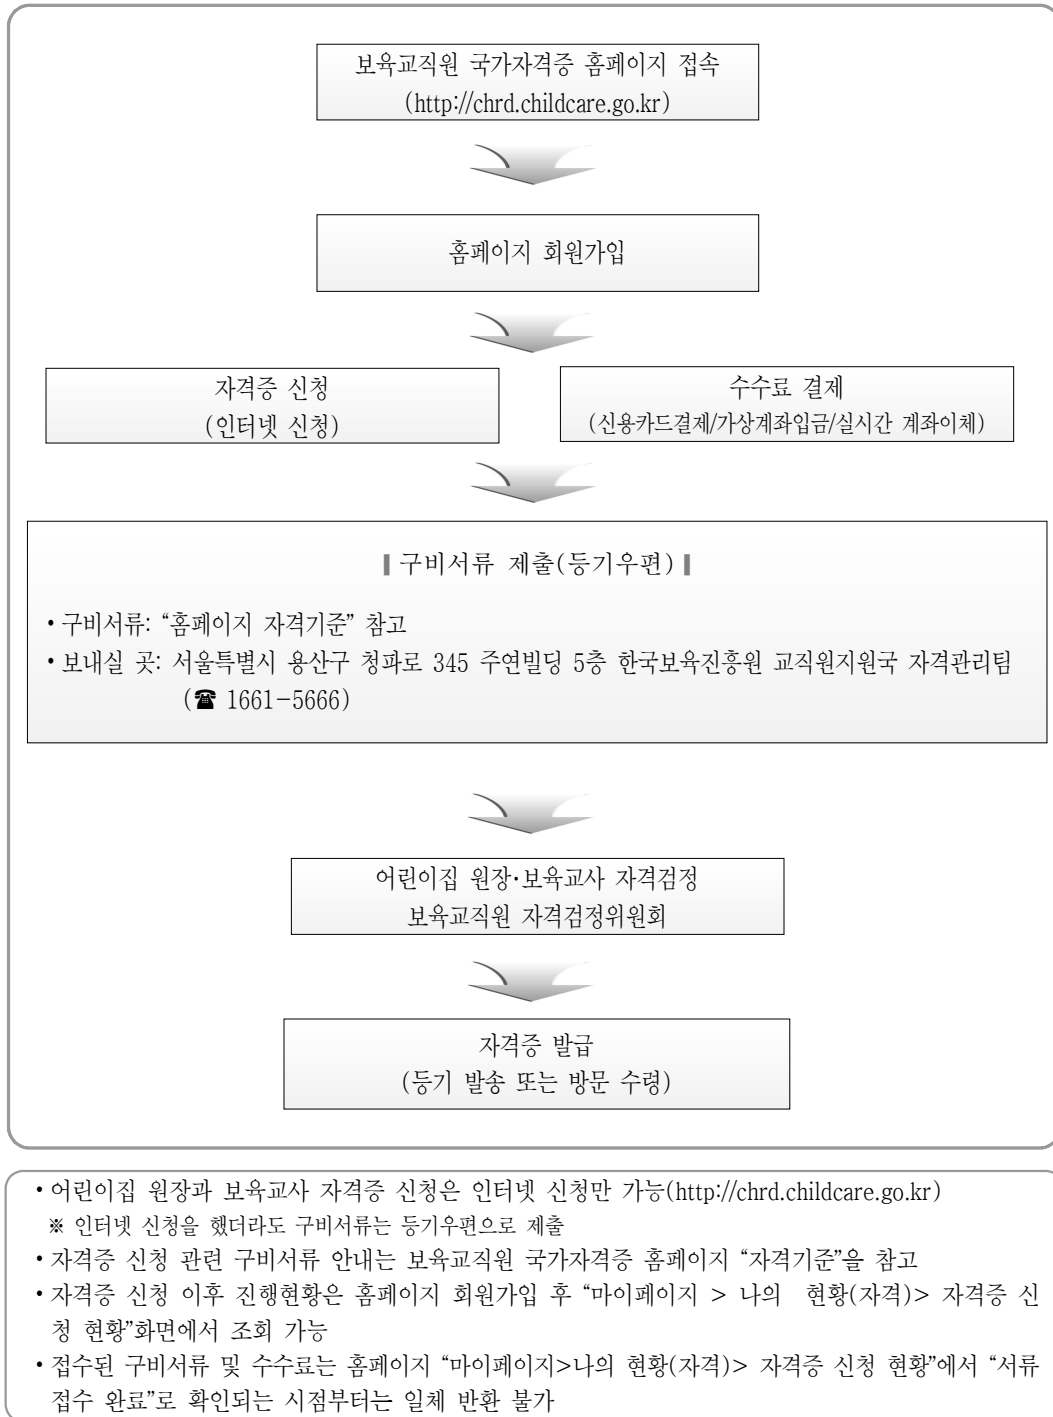 보육교직원 국가자격증 홈페이지 접속
(http://chrd.childcare.go.kr)
홈페이지 회원가입
자격증 신청
(인터넷 신청)
수수료 결제
(신용카드결제/가상계좌입금/실시간 계좌이체)
∥구비서류 제출(등기우편)∥
• 구비서류: “홈페이지 자격기준” 참고
• 보내실 곳: 서울특별시 용산구 청파로 345 주연빌딩 5층 한국보육진흥원 교직원지원국 자격관리팀
(☎ 1661-5666)
어린이집 원장·보육교사 자격검정
보육교직원 자격검정위원회
자격증 발급
(등기 발송 또는 방문 수령)
• 어린이집 원장과 보육교사 자격증 신청은 인터넷 신청만 가능(http://chrd.childcare.go.kr)
※ 인터넷 신청을 했더라도 구비서류는 등기우편으로 제출
• 자격증 신청 관련 구비서류 안내는 보육교직원 국가자격증 홈페이지 “자격기준”을 참고
• 자격증 신청 이후 진행현황은 홈페이지 회원가입 후 “마이페이지 > 나의 현황(자격)> 자격증 신
청 현황”화면에서 조회 가능
• 접수된 구비서류 및 수수료는 홈페이지 “마이페이지>나의 현황(자격)> 자격증 신청 현황”에서 “서류
접수 완료”로 확인되는 시점부터는 일체 반환 불가